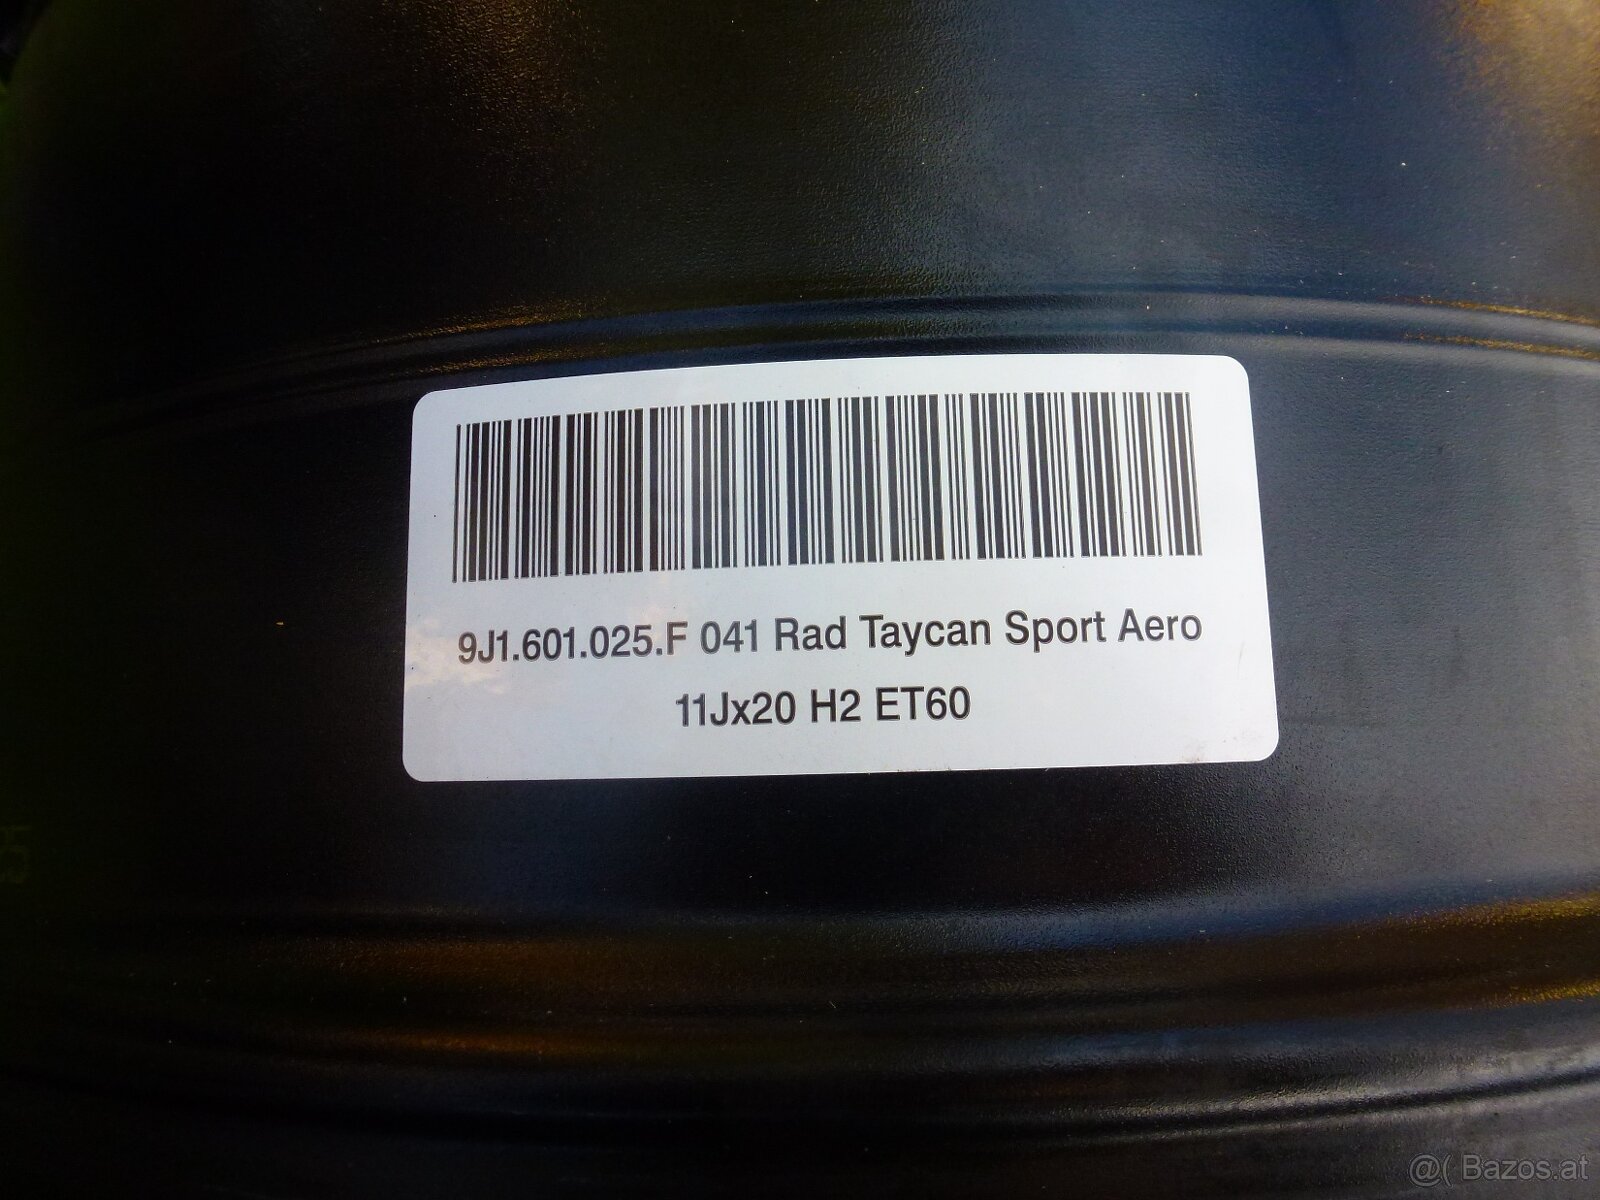 9J1.601.025.F 041 Rad Taycan Sport Aero
11Jx20 H2 ET60
@( Bazos.at